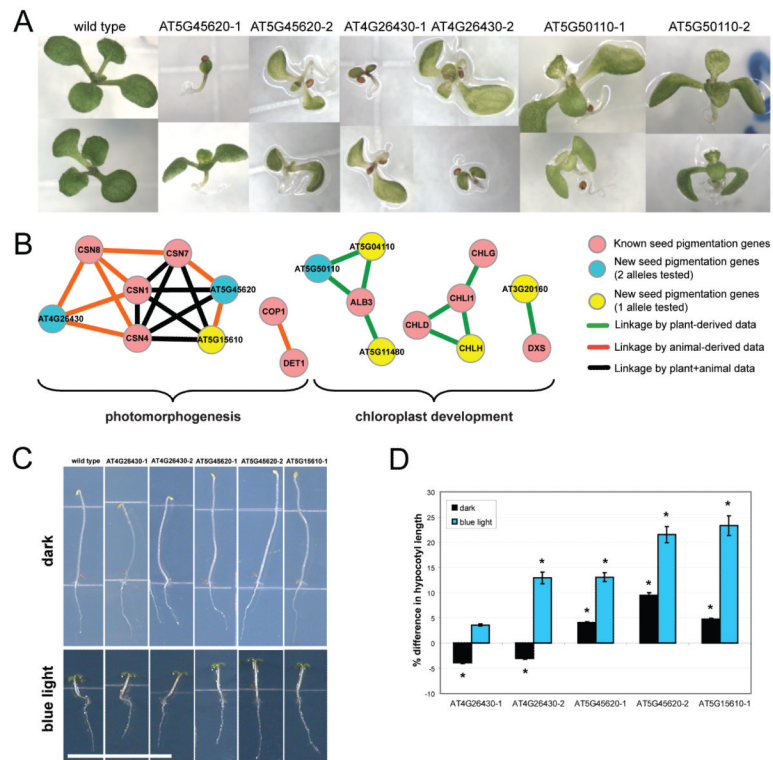 A
wild type AT5G45620-1 AT5G45620-2 AT4G26430-1 AT4G26430-2 AT5G50110-1 AT5G50110-2
B
CSN8
CSN7
CSN1
AT5G45620
AT4G26430
CSN4
AT5G15610
COP1
DET1
AT5G04110
AT5G50110
ALB3
AT5G11480
CHLG
CHLI1
CHLD
CHLH
AT3G20160
DXS
Known seed pigmentation genes
New seed pigmentation genes
(2 alleles tested)
New seed pigmentation genes
(1 allele tested)
Linkage by plant-derived data
Linkage by animal-derived data
Linkage by plant+animal data
photomorphogenesis
chloroplast development
C
wild type AT4G26430-1 AT4G26430-2 AT5G45620-1 AT5G45620-2 AT5G15610-1
dark
blue light
D
% difference in hypocotyl length
30
25
20
15
10
5
0
-5
-10
dark
blue light
* * * * * * * * *
AT4G26430-1 AT4G26430-2 AT5G45620-1 AT5G45620-2 AT5G15610-1